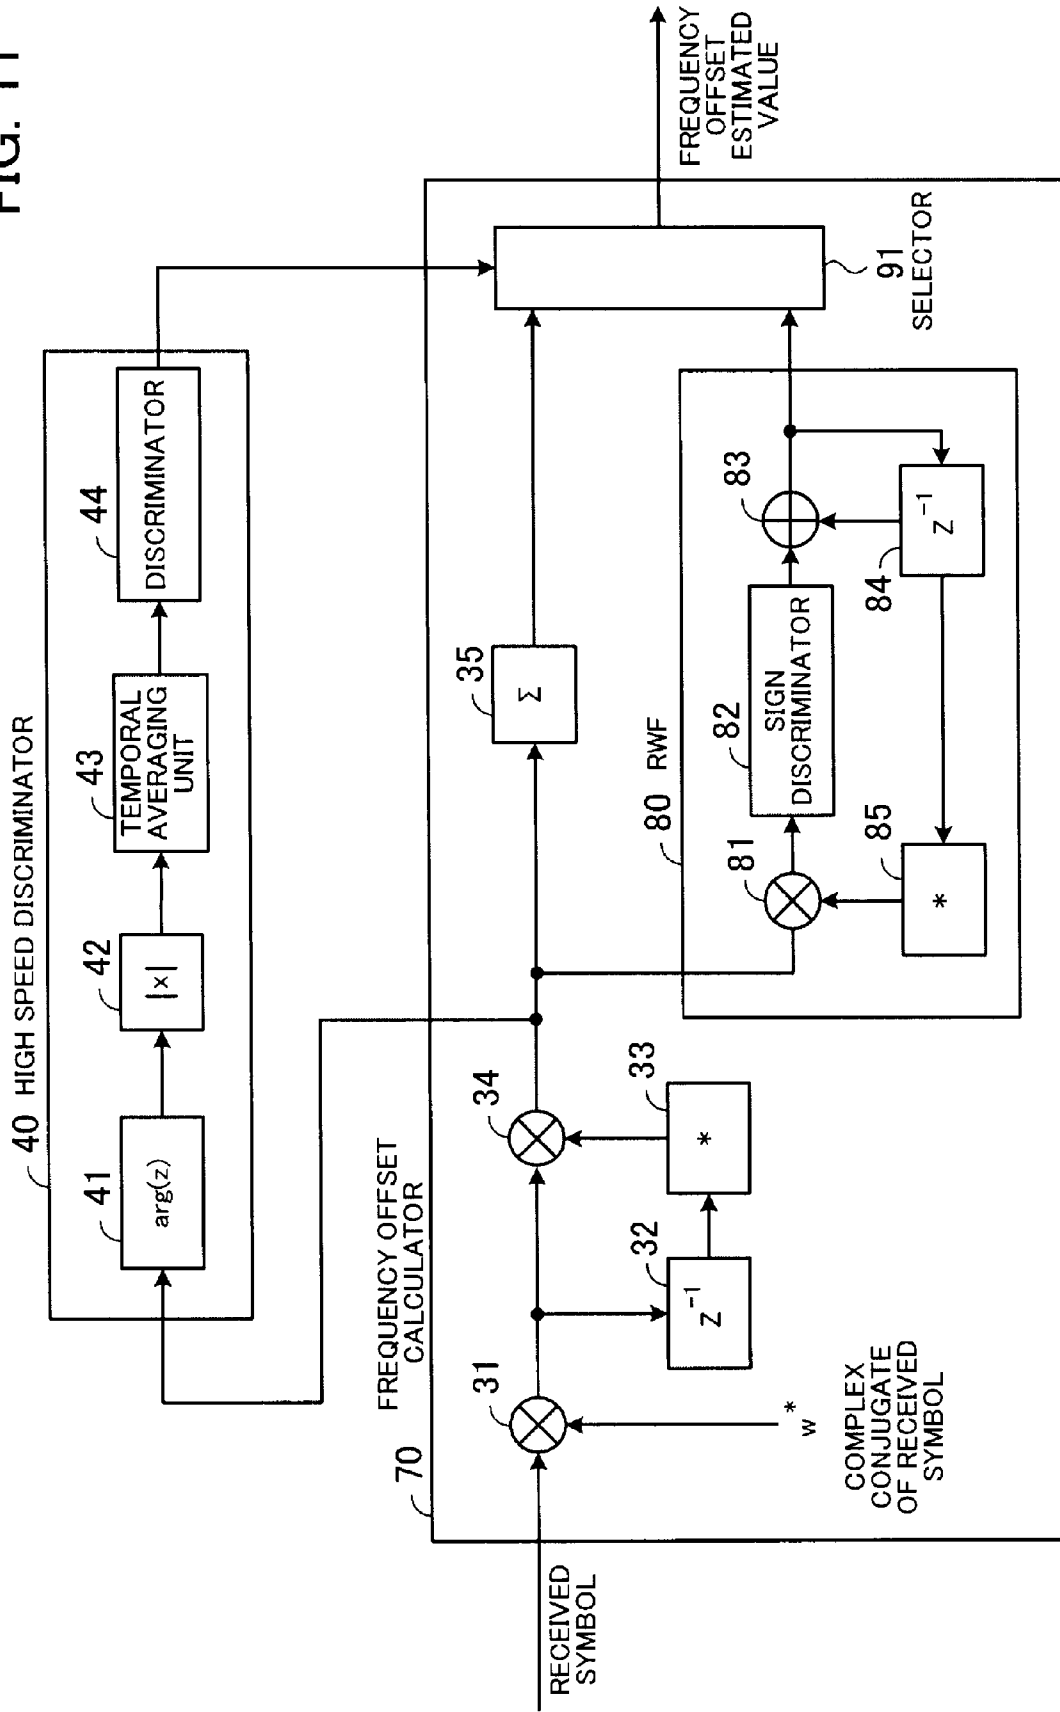 FIG. 11
40 HIGH SPEED DISCRIMINATOR
41
arg(z)
42
|x|
43
TEMPORAL
AVERAGING
UNIT
44
DISCRIMINATOR
70
FREQUENCY OFFSET
CALCULATOR
RECEIVED
SYMBOL
31
w*
COMPLEX
CONJUGATE
OF RECEIVED
SYMBOL
32
Z-1
33
*
34
35
Σ
80 RWF
81
82
SIGN
DISCRIMINATOR
83
84
Z-1
85
*
91
SELECTOR
FREQUENCY
OFFSET
ESTIMATED
VALUE